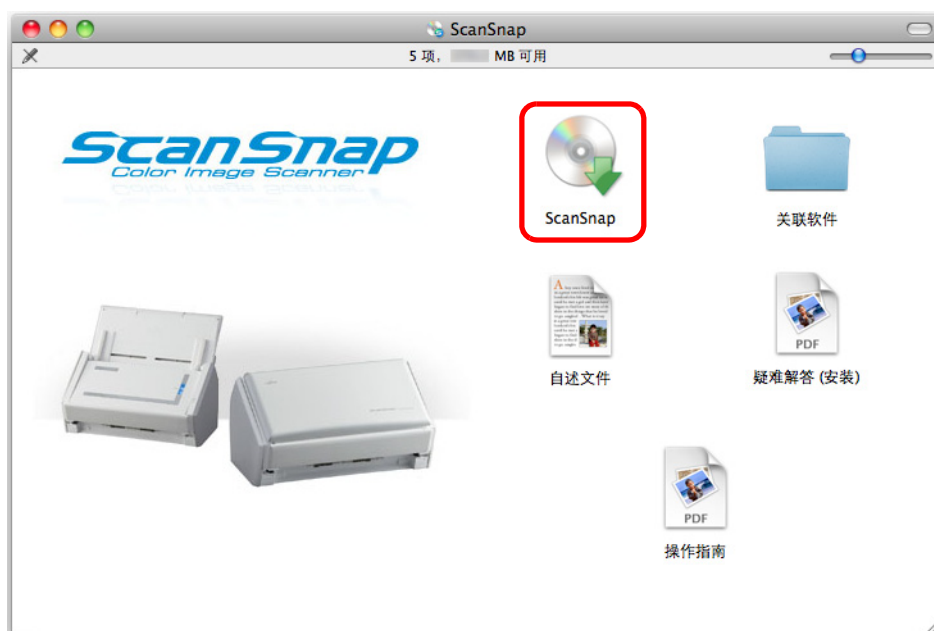 ScanSnap
5 项, MB 可用
ScanSnap
Color Image Scanner
ScanSnap
关联软件
PDF
自述文件
疑难解答 (安装)
PDF
操作指南